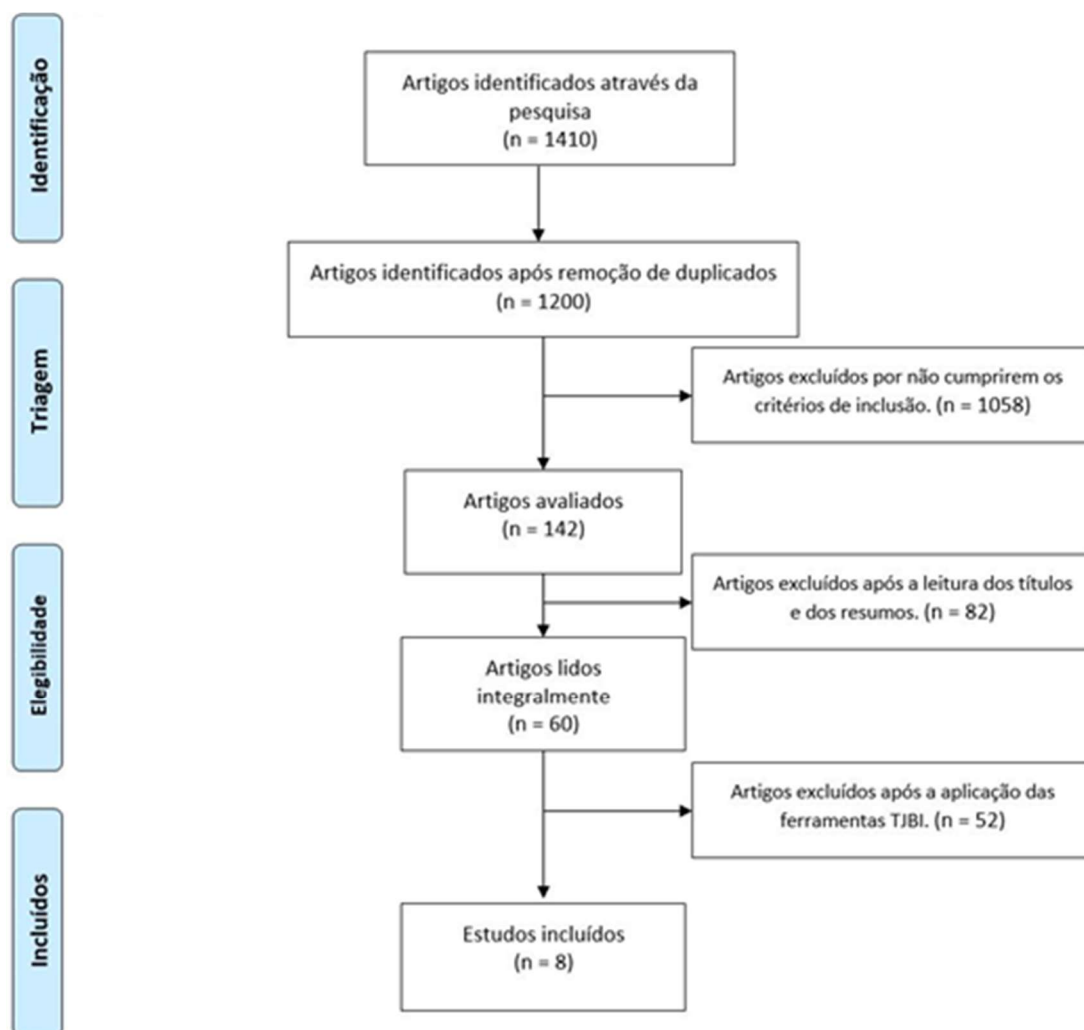 Identificação
Artigos identificados através da
pesquisa
(n = 1410)
Artigos identificados após remoção de duplicados
(n = 1200)
Triagem
Artigos excluídos por não cumprirem os
critérios de inclusão. (n = 1058)
Artigos avaliados
(n = 142)
Elegibilidade
Artigos excluídos após a leitura dos títulos
e dos resumos. (n = 82)
Artigos lidos
integralmente
(n = 60)
Artigos excluídos após a aplicação das
ferramentas TJBI. (n = 52)
Incluídos
Estudos incluídos
(n = 8)